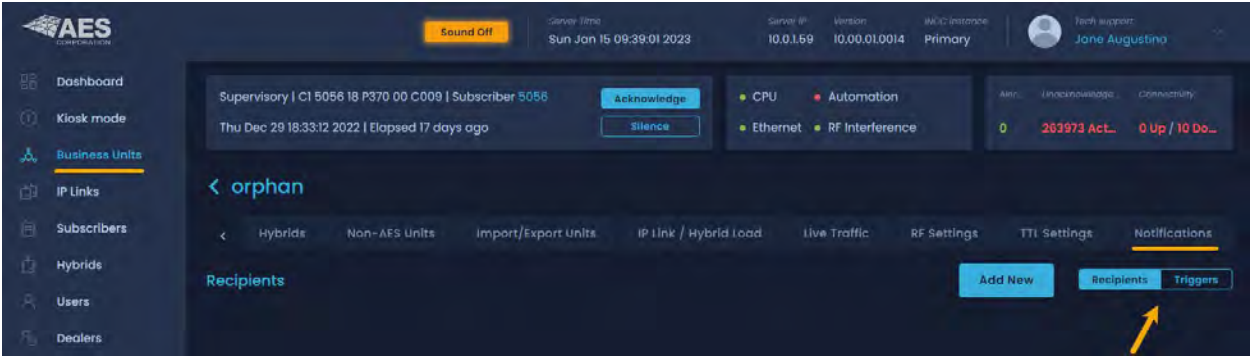 AES
CORPORATION
Sound Off
Server Time
Sun Jan 15 09:39:01 2023
Server IP
10.0.1.59
Version
10.00.01.0014
INCC Instance
Primary
Tech support
Jane Augustino
Dashboard
Kiosk mode
Business Units
IP Links
Subscribers
Hybrids
Users
Dealers
Supervisory | C1 5056 18 P370 00 C009 | Subscriber 5056
Thu Dec 29 18:33:12 2022 | Elapsed 17 days ago
Acknowledge
Silence
CPU
Automation
Ethernet
RF Interference
0
263973 Act...
Connectivity
0 Up / 10 Do...
< orphan
< Hybrids Non-AES Units Import/Export Units IP Link / Hybrid Load Live Traffic RF Settings TTL Settings Notifications
Recipients
Add New
Recipients Triggers